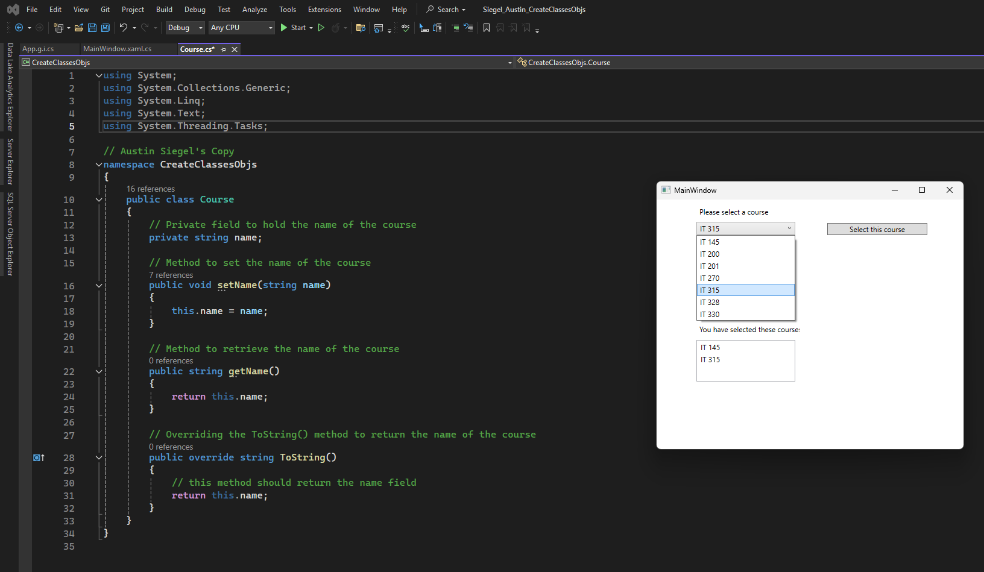 File Edit View Git Project Build Debug Test Analyze Tools Extensions Window Help Search Siegel_Austin_CreateClassesObjs
Debug Any CPU Start
App.g.i.cs MainWindow.xaml.cs Course.cs*
CreateClassesObjs CreateClassesObjs.Course
Data Lake Analytics Explorer
Server Explorer
SQL Server Object Explorer
1 using System;
2 using System.Collections.Generic;
3 using System.Linq;
4 using System.Text;
5 using System.Threading.Tasks;
6
7 // Austin Siegel's Copy
8 namespace CreateClassesObjs
9 {
16 references
10 public class Course
11 {
12 // Private field to hold the name of the course
13 private string name;
14
15 // Method to set the name of the course
7 references
16 public void setName(string name)
17 {
18 this.name = name;
19 }
20
21 // Method to retrieve the name of the course
0 references
22 public string getName()
23 {
24 return this.name;
25 }
26
27 // Overriding the ToString() method to return the name of the course
0 references
28 public override string ToString()
29 {
30 // this method should return the name field
31 return this.name;
32 }
33 }
34 }
35
MainWindow
Please select a course
IT 315
Select this course
IT 145
IT 200
IT 201
IT 270
IT 315
IT 328
IT 330
You have selected these course
IT 145
IT 315